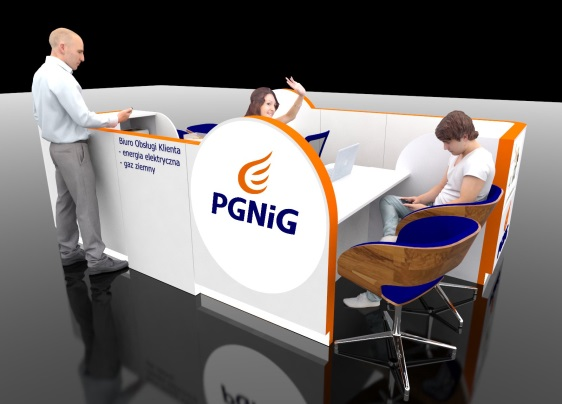 Biuro Obsługi Klienta
- energia elektryczna
- gaz ziemny
PGNiG